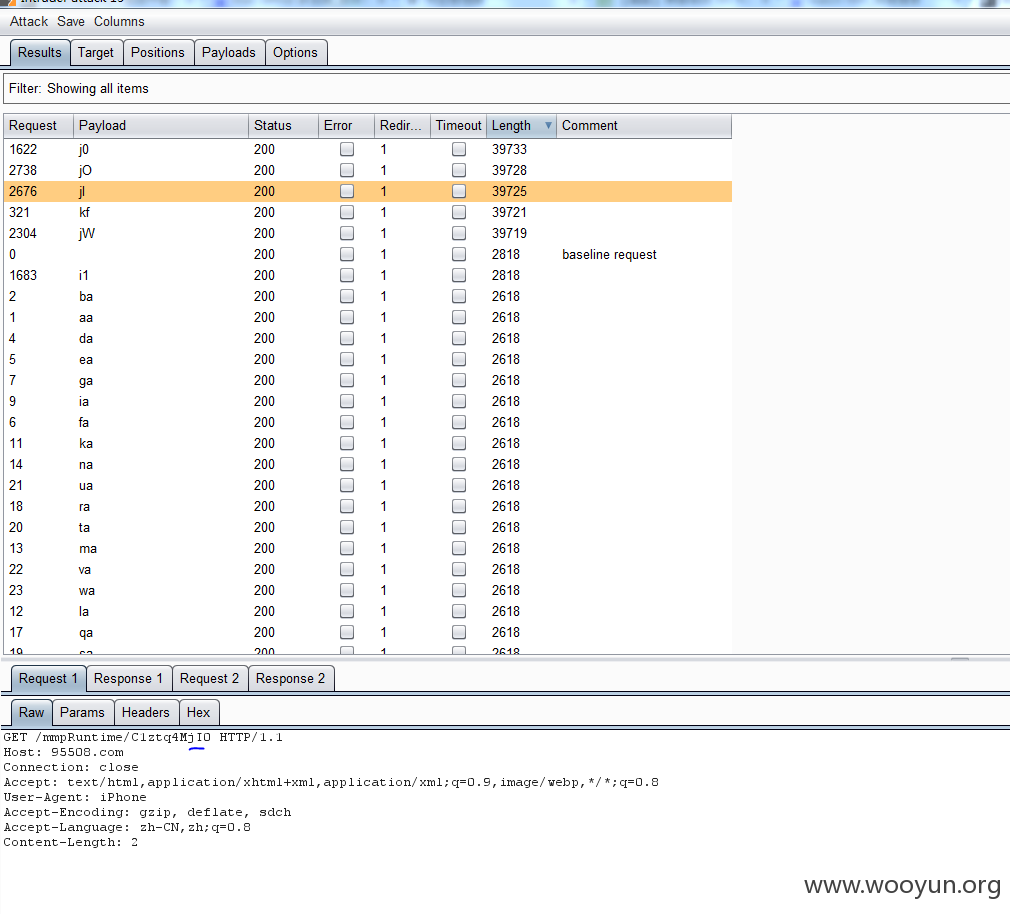 Intruder attack 15
Attack Save Columns
Results Target Positions Payloads Options
Filter: Showing all items
Request Payload Status Error Redir... Timeout Length Comment
1622 j0 200 1 39733
2738 jO 200 1 39728
2676 jI 200 1 39725
321 kf 200 1 39721
2304 jW 200 1 39719
0 200 1 2818 baseline request
1683 i1 200 1 2818
2 ba 200 1 2618
1 aa 200 1 2618
4 da 200 1 2618
5 ea 200 1 2618
7 ga 200 1 2618
9 ia 200 1 2618
6 fa 200 1 2618
11 ka 200 1 2618
14 na 200 1 2618
21 ua 200 1 2618
18 ra 200 1 2618
20 ta 200 1 2618
13 ma 200 1 2618
22 va 200 1 2618
23 wa 200 1 2618
12 la 200 1 2618
17 qa 200 1 2618
19 sa 200 1 2618
Request 1 Response 1 Request 2 Response 2
Raw Params Headers Hex
GET /mmpRuntime/C1ztq4MjIO HTTP/1.1
Host: 95508.com
Connection: close
Accept: text/html,application/xhtml+xml,application/xml;q=0.9,image/webp,*/*;q=0.8
User-Agent: iPhone
Accept-Encoding: gzip, deflate, sdch
Accept-Language: zh-CN,zh;q=0.8
Content-Length: 2
www.wooyun.org